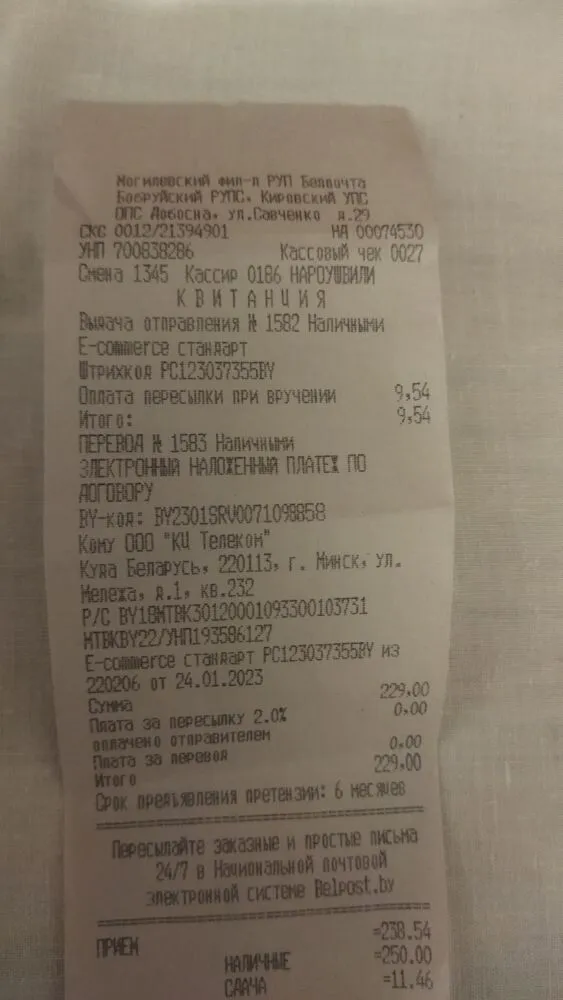 Могилевский фил-л РУП Белпочта
Бобруйский РУПС, Кировский УПС
ОПС Добосна, ул.Савченко д.29
СКС 0012/21394901 НД 00074530
УНП 700838286 Кассовый чек 0027
Смена 1345 Кассир 0186 НАРОУШВИЛИ
КВИТАНЦИЯ
Выдача отправления № 1582 Наличными
E-commerce стандарт
Штрихкод PC123037355BY
Оплата пересылки при вручении 9,54
Итого: 9,54
ПЕРЕВОД № 1583 Наличными
ЭЛЕКТРОННЫЙ НАЛОЖЕННЫЙ ПЛАТЕЖ ПО
ДОГОВОРУ
BY-код: BY2301SRV0071098858
Кому ООО "КЦ Телеком"
Куда Беларусь, 220113, г. Минск, ул.
Мележа, д.1, кв.232
Р/С BY18MTBK30120001093300103731
MTBKBY22/УНП193586127
E-commerce стандарт PC123037355BY из
220206 от 24.01.2023
Сумма 229,00
Плата за пересылку 2.0% 0,00
оплачено отправителем
Плата за перевод 0,00
Итого 229,00
Срок предъявления претензии: 6 месяцев
Пересылайте заказные и простые письма
24/7 в Национальной почтовой
электронной системе Belpost.by
ПРИЕМ =238.54
НАЛИЧНЫЕ =250.00
СДАЧА =11.46